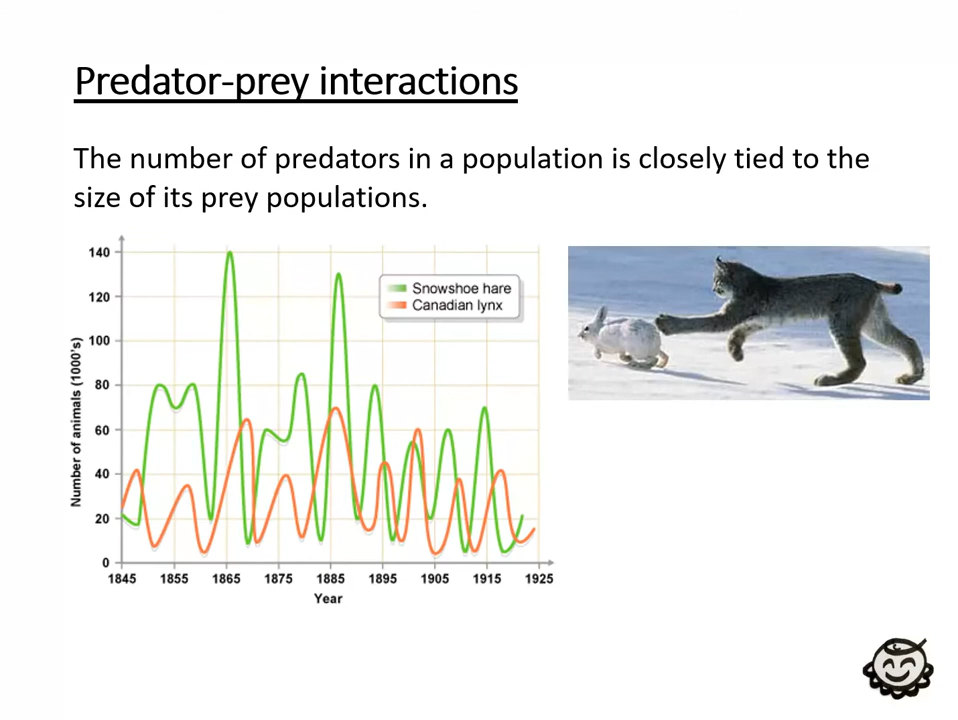 Predator-prey interactions
The number of predators in a population is closely tied to the
size of its prey populations.
140
120
100
80
60
40
20
0
Number of animals (1000's)
Snowshoe hare
Canadian lynx
1845 1855 1865 1875 1885 1895 1905 1915 1925
Year